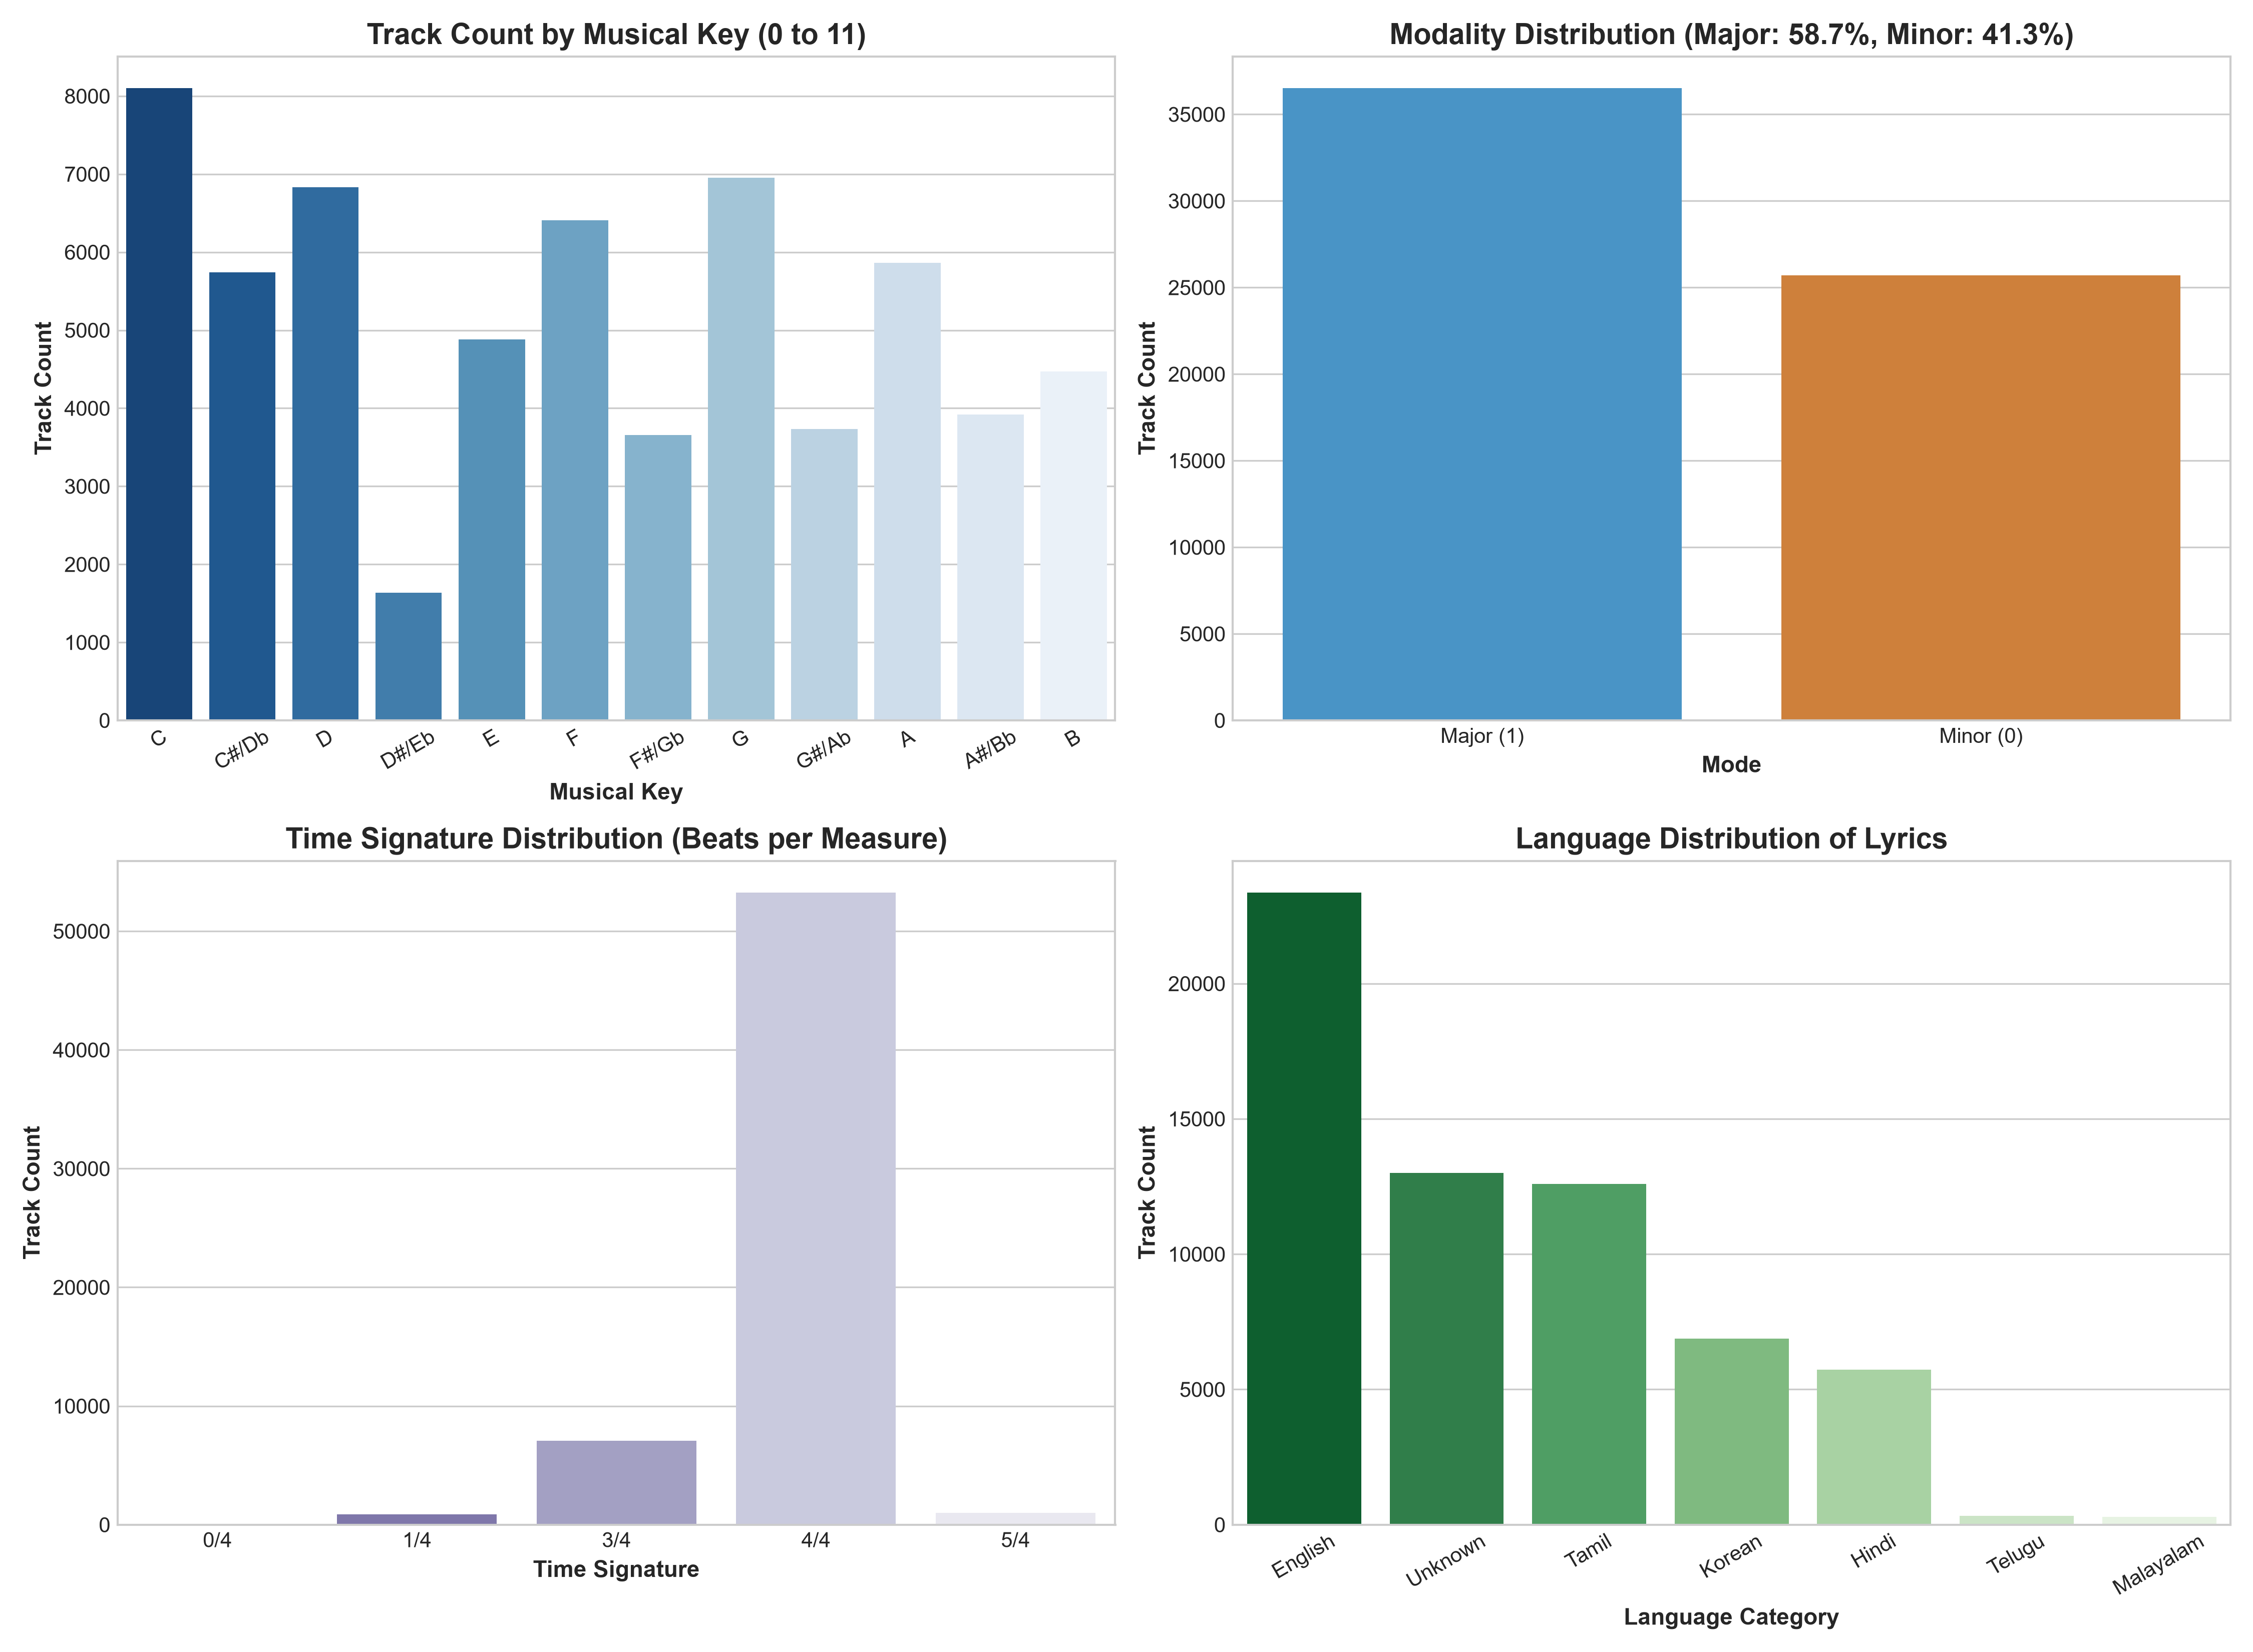 Track Count by Musical Key (0 to 11)
Track Count
8000
7000
6000
5000
4000
3000
2000
1000
0
C
C#/Db
D
D#/Eb
E
F
F#/Gb
G
G#/Ab
A
A#/Bb
B
Musical Key
Modality Distribution (Major: 58.7%, Minor: 41.3%)
Track Count
35000
30000
25000
20000
15000
10000
5000
0
Major (1)
Minor (0)
Mode
Time Signature Distribution (Beats per Measure)
Track Count
50000
40000
30000
20000
10000
0
0/4
1/4
3/4
4/4
5/4
Time Signature
Language Distribution of Lyrics
Track Count
20000
15000
10000
5000
0
English
Unknown
Tamil
Korean
Hindi
Telugu
Malayalam
Language Category